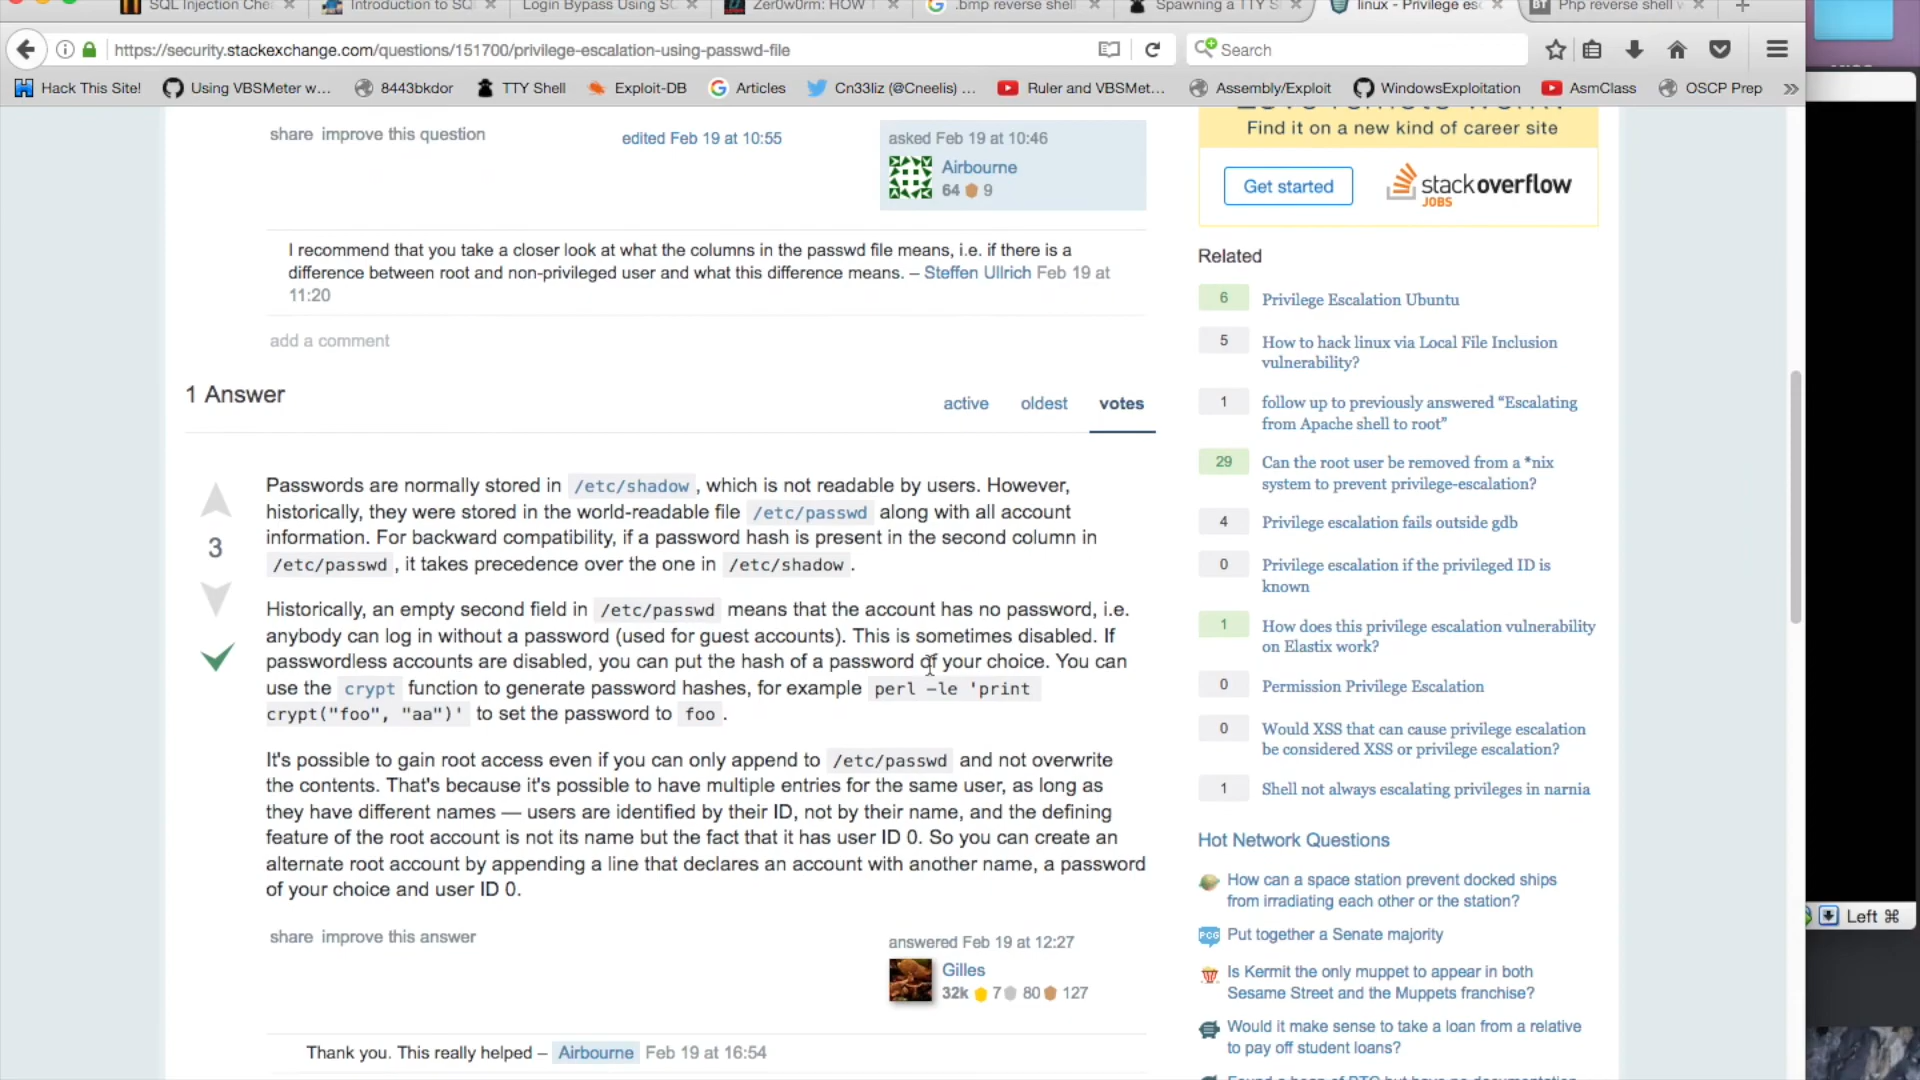 SQL Injection Che
Introduction to SQ
Login Bypass Using SQ
Zer0w0rm: HOW T
.bmp reverse shell
Spawning a TTY S
linux - Privilege esc
Php reverse shell v
https://security.stackexchange.com/questions/151700/privilege-escalation-using-passwd-file
Search
Hack This Site!
Using VBSMeter w...
8443bkdor
TTY Shell
Exploit-DB
Articles
Cn33liz (@Cneelis) ...
Ruler and VBSMet...
Assembly/Exploit
WindowsExploitation
AsmClass
OSCP Prep
share improve this question
edited Feb 19 at 10:55
asked Feb 19 at 10:46
Airbourne
64 9
I recommend that you take a closer look at what the columns in the passwd file means, i.e. if there is a
difference between root and non-privileged user and what this difference means. – Steffen Ullrich Feb 19 at
11:20
add a comment
1 Answer
active oldest votes
3
Passwords are normally stored in /etc/shadow , which is not readable by users. However,
historically, they were stored in the world-readable file /etc/passwd along with all account
information. For backward compatibility, if a password hash is present in the second column in
/etc/passwd , it takes precedence over the one in /etc/shadow .
Historically, an empty second field in /etc/passwd means that the account has no password, i.e.
anybody can log in without a password (used for guest accounts). This is sometimes disabled. If
passwordless accounts are disabled, you can put the hash of a password of your choice. You can
use the crypt function to generate password hashes, for example perl -le 'print
crypt("foo", "aa")' to set the password to foo .
It's possible to gain root access even if you can only append to /etc/passwd and not overwrite
the contents. That's because it's possible to have multiple entries for the same user, as long as
they have different names — users are identified by their ID, not by their name, and the defining
feature of the root account is not its name but the fact that it has user ID 0. So you can create an
alternate root account by appending a line that declares an account with another name, a password
of your choice and user ID 0.
share improve this answer
answered Feb 19 at 12:27
Gilles
32k 7 80 127
Thank you. This really helped – Airbourne Feb 19 at 16:54
Find it on a new kind of career site
Get started
stackoverflow
JOBS
Related
6 Privilege Escalation Ubuntu
5 How to hack linux via Local File Inclusion
vulnerability?
1 follow up to previously answered “Escalating
from Apache shell to root”
29 Can the root user be removed from a *nix
system to prevent privilege-escalation?
4 Privilege escalation fails outside gdb
0 Privilege escalation if the privileged ID is
known
1 How does this privilege escalation vulnerability
on Elastix work?
0 Permission Privilege Escalation
0 Would XSS that can cause privilege escalation
be considered XSS or privilege escalation?
1 Shell not always escalating privileges in narnia
Hot Network Questions
How can a space station prevent docked ships
from irradiating each other or the station?
PCG Put together a Senate majority
Is Kermit the only muppet to appear in both
Sesame Street and the Muppets franchise?
Would it make sense to take a loan from a relative
to pay off student loans?
Left ⌘